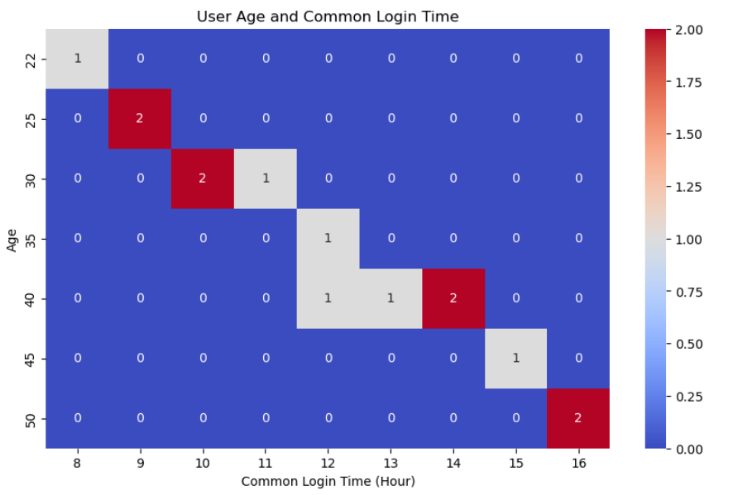 User Age and Common Login Time
22 1 0 0 0 0 0 0 0 0
25 0 2 0 0 0 0 0 0 0
30 0 0 2 1 0 0 0 0 0
35 0 0 0 0 1 0 0 0 0
40 0 0 0 0 1 1 2 0 0
45 0 0 0 0 0 0 0 1 0
50 0 0 0 0 0 0 0 0 2
Age
8 9 10 11 12 13 14 15 16
Common Login Time (Hour)
2.00
1.75
1.50
1.25
1.00
0.75
0.50
0.25
0.00